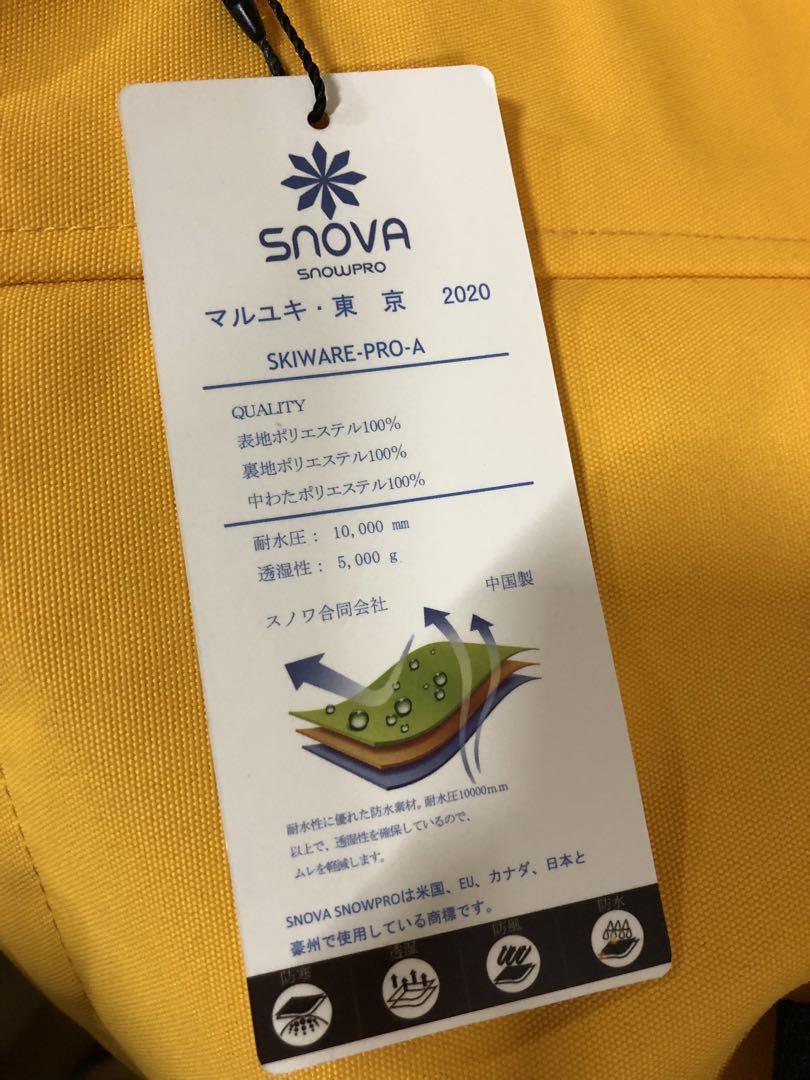 SNOVA
SNOWPRO
マルユキ・東 京 2020
SKIWARE-PRO-A
QUALITY
表地ポリエステル100%
裏地ポリエステル100%
中わたポリエステル100%
耐水圧： 10,000 mm
透湿性： 5,000 g
中国製
スノワ合同会社
耐水性に優れた防水素材。耐水圧10000mm
以上で、透湿性を確保しているので、
ムレを軽減します。
SNOVA SNOWPROは米国、EU、カナダ、日本と
豪州で使用している商標です。
防寒 透湿 防風 防水